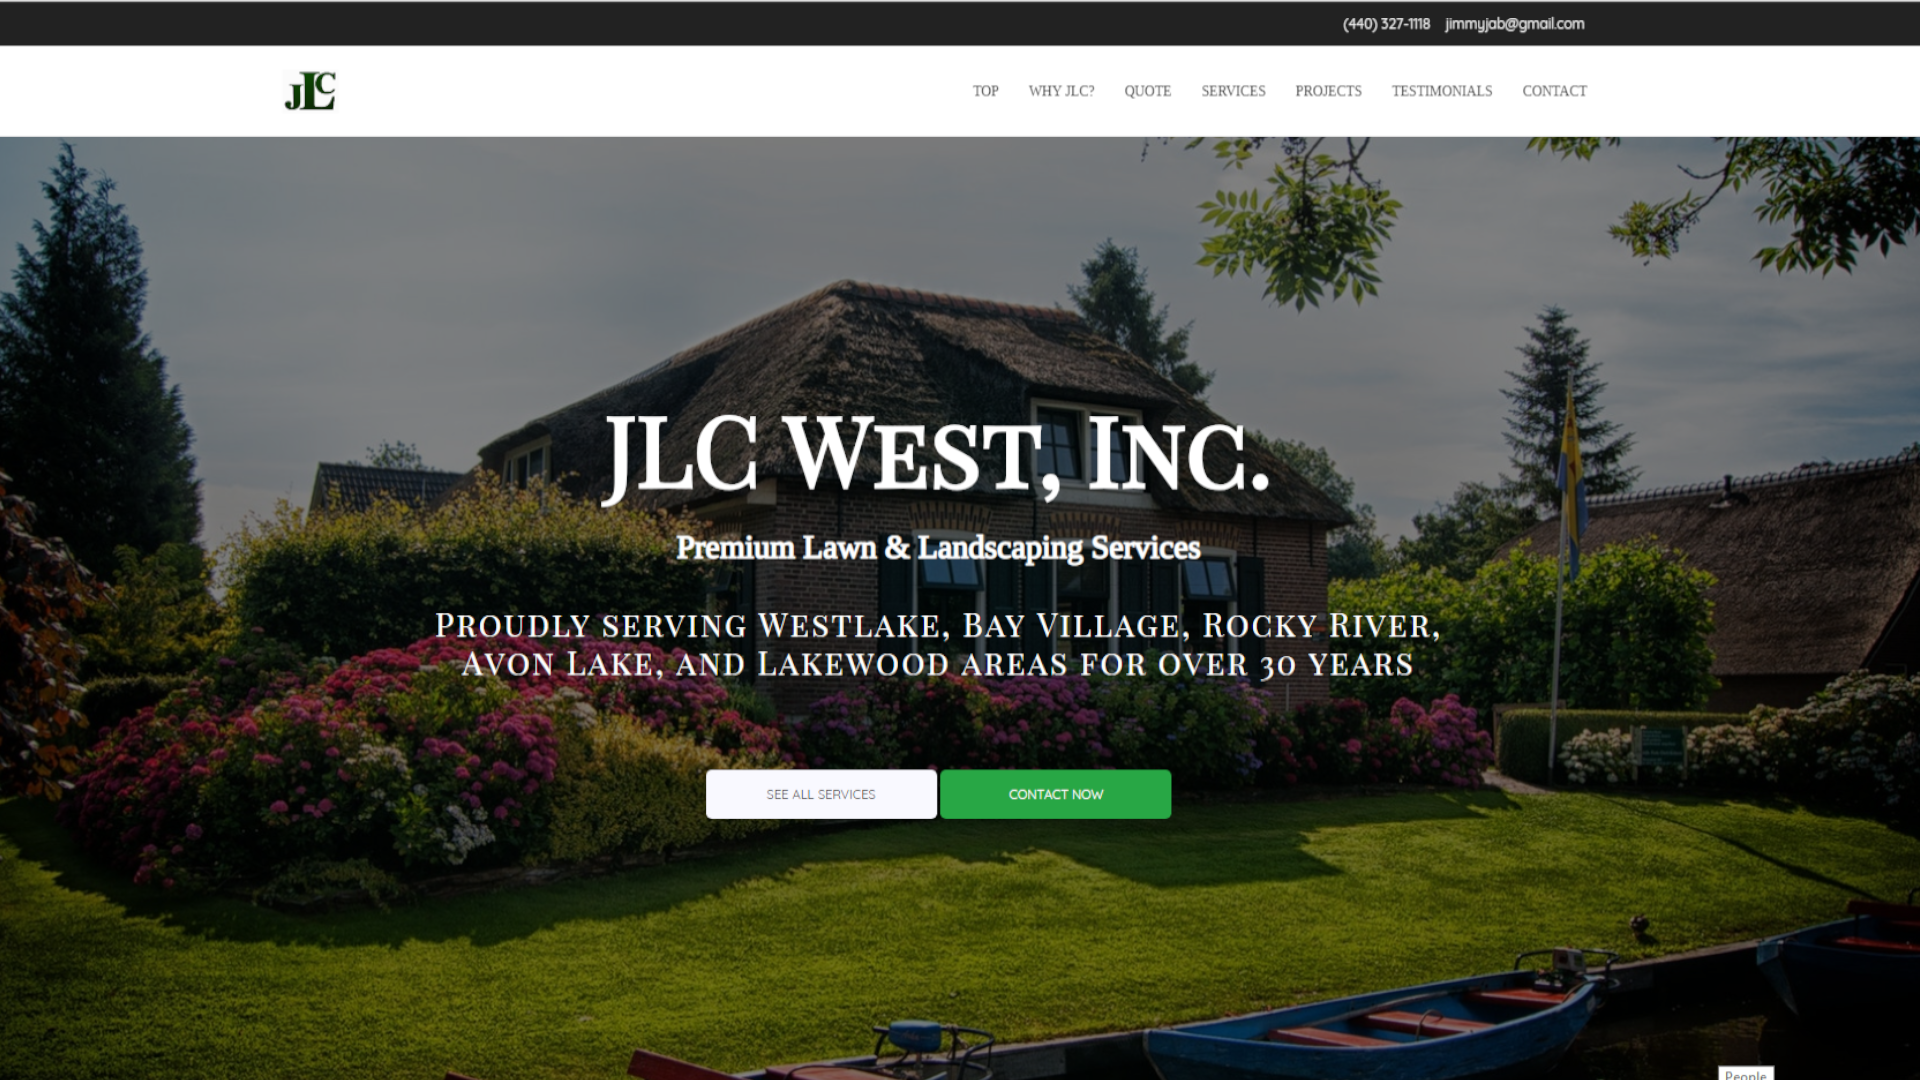 (440) 327-1118 jimmyjab@gmail.com
JLC
TOP WHY JLC? QUOTE SERVICES PROJECTS TESTIMONIALS CONTACT
JLC West, Inc.
Premium Lawn & Landscaping Services
Proudly serving Westlake, Bay Village, Rocky River,
Avon Lake, and Lakewood areas for over 30 years
SEE ALL SERVICES CONTACT NOW
People